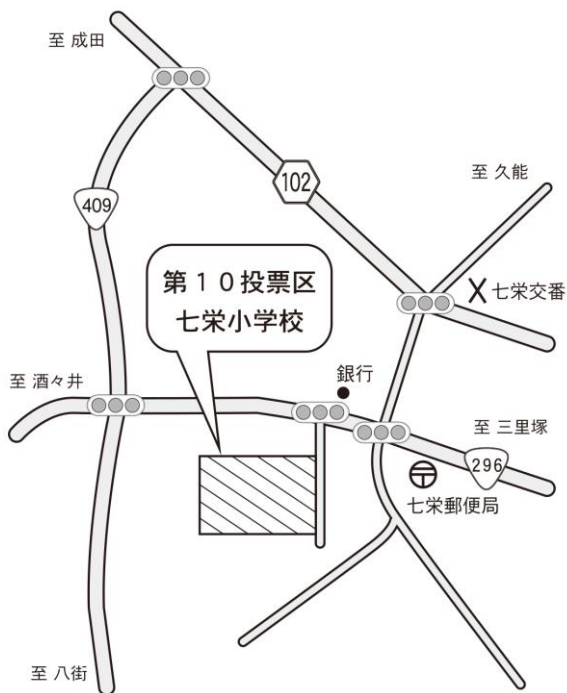 至 成田
102
至 久能
409
第１０投票区
七栄小学校
七栄交番
銀行
至 酒々井
至 三里塚
296
七栄郵便局
至 八街